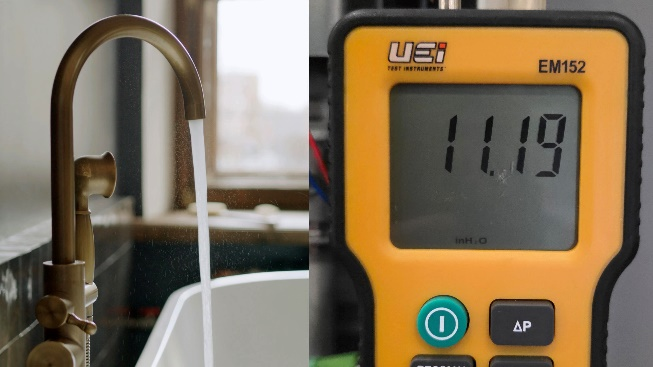 UEi
TEST INSTRUMENTS
EM152
11.19
inH₂O
ΔP